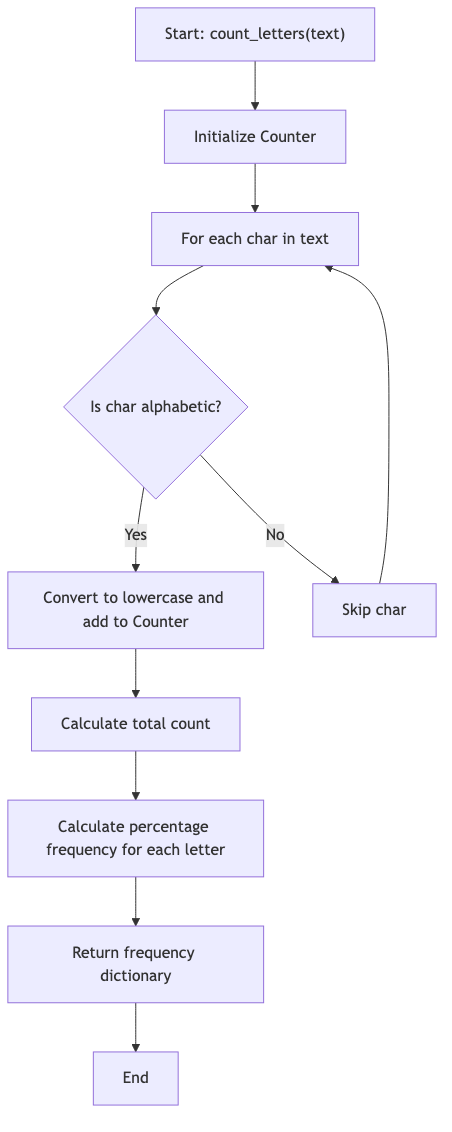 Start: count_letters(text)
Initialize Counter
For each char in text
Is char alphabetic?
Yes
No
Convert to lowercase and
add to Counter
Skip char
Calculate total count
Calculate percentage
frequency for each letter
Return frequency
dictionary
End